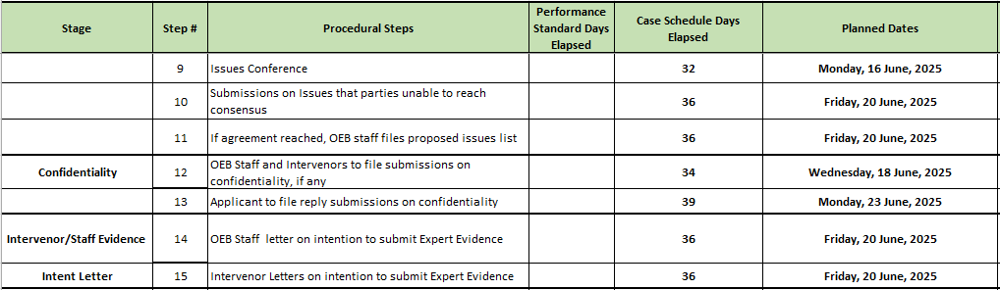 Stage Step # Procedural Steps Performance Standard Days Elapsed Case Schedule Days Elapsed Planned Dates
9 Issues Conference 32 Monday, 16 June, 2025
10 Submissions on Issues that parties unable to reach consensus 36 Friday, 20 June, 2025
11 If agreement reached, OEB staff files proposed issues list 36 Friday, 20 June, 2025
Confidentiality 12 OEB Staff and Intervenors to file submissions on confidentiality, if any 34 Wednesday, 18 June, 2025
13 Applicant to file reply submissions on confidentiality 39 Monday, 23 June, 2025
Intervenor/Staff Evidence 14 OEB Staff letter on intention to submit Expert Evidence 36 Friday, 20 June, 2025
Intent Letter 15 Intervenor Letters on intention to submit Expert Evidence 36 Friday, 20 June, 2025